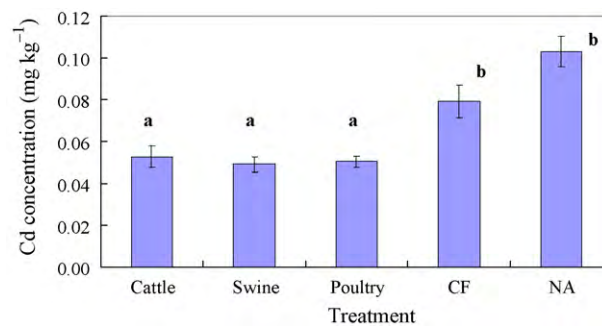 Cd concentration (mg kg⁻¹)
0.12
0.10
0.08
0.06
0.04
0.02
0.00
a
a
a
b
b
Cattle
Swine
Poultry
CF
NA
Treatment